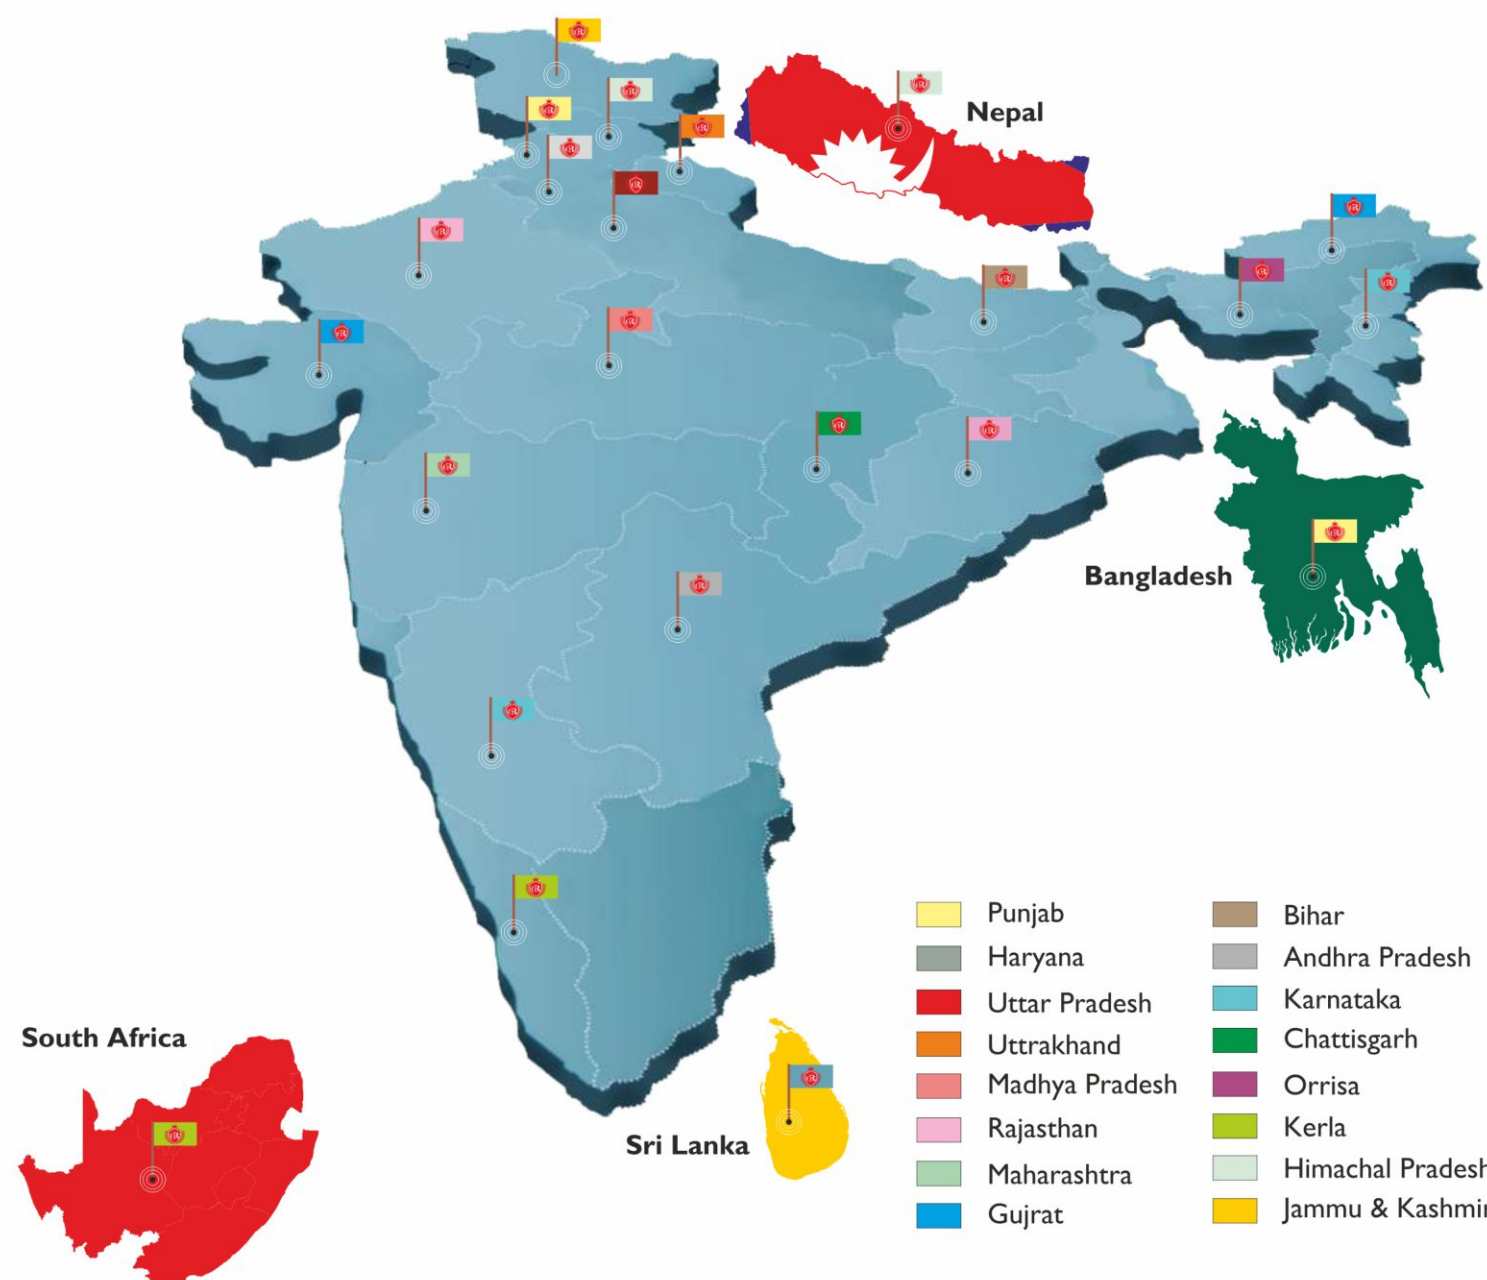 Nepal
Bangladesh
South Africa
Sri Lanka
Punjab
Haryana
Uttar Pradesh
Uttrakhand
Madhya Pradesh
Rajasthan
Maharashtra
Gujrat
Bihar
Andhra Pradesh
Karnataka
Chattisgarh
Orrisa
Kerla
Himachal Pradesh
Jammu & Kashmir